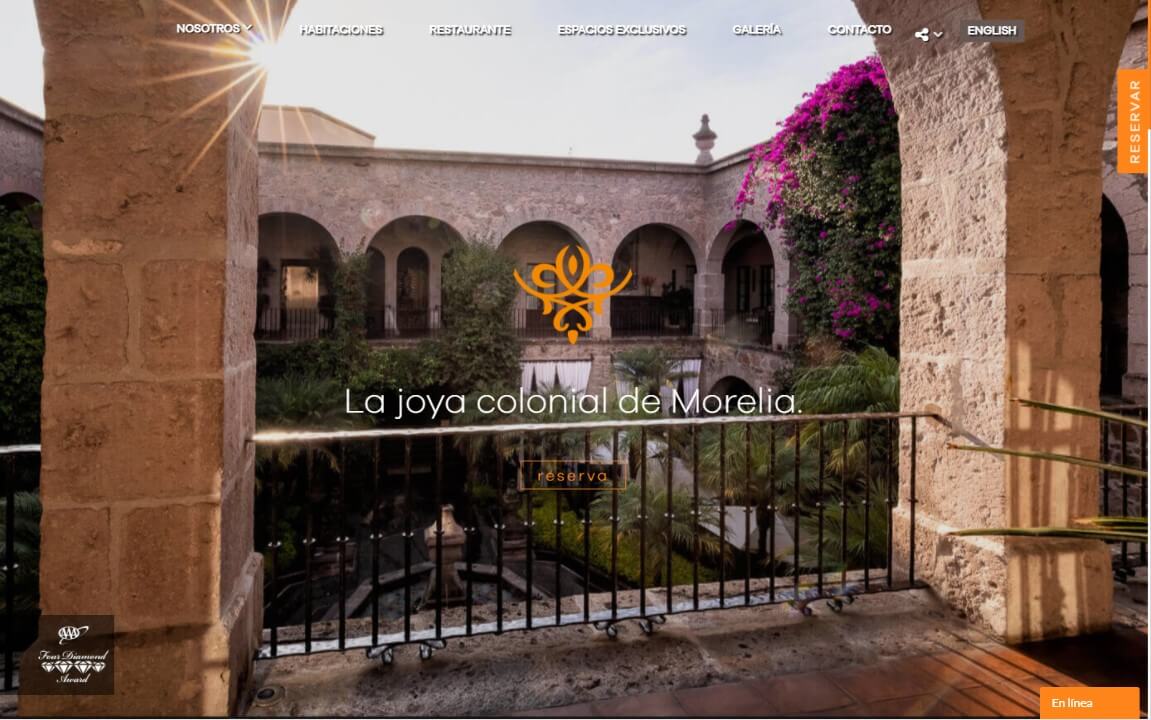 NOSOTROS
HABITACIONES
RESTAURANTE
ESPACIOS EXCLUSIVOS
GALERÍA
CONTACTO
ENGLISH
RESERVAR
La joya colonial de Morelia.
reserva
AAA
Four Diamond
Award
En línea